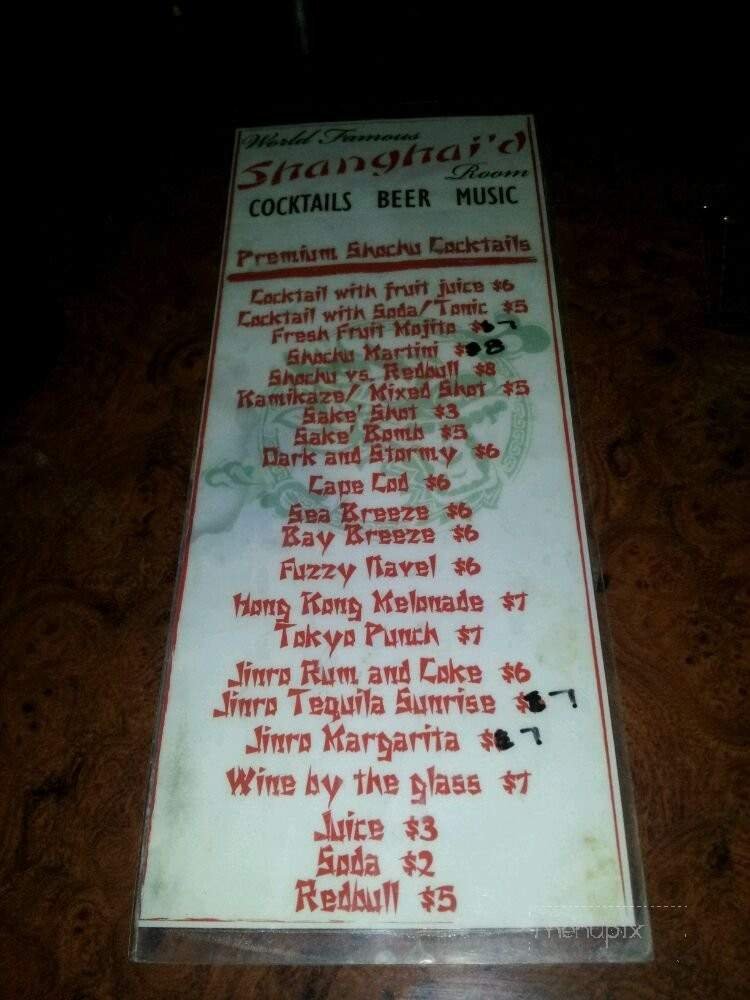 World Famous
Shanghai'd
Room
COCKTAILS BEER MUSIC
Premium Shochu Cocktails
Cocktail with fruit juice $6
Cocktail with Soda/Tonic $5
Fresh Fruit Mojito $7
Shochu Martini $8
Shochu vs. Redbull $8
Kamikaze/ Mixed Shot $5
Sake' Shot $3
Sake' Bomb $5
Dark and Stormy $6
Cape Cod $6
Sea Breeze $6
Bay Breeze $6
Fuzzy Navel $6
Hong Kong Melonade $7
Tokyo Punch $7
Jinro Rum and Coke $6
Jinro Tequila Sunrise $7
Jinro Margarita $7
Wine by the glass $7
Juice $3
Soda $2
Redbull $5
menupix